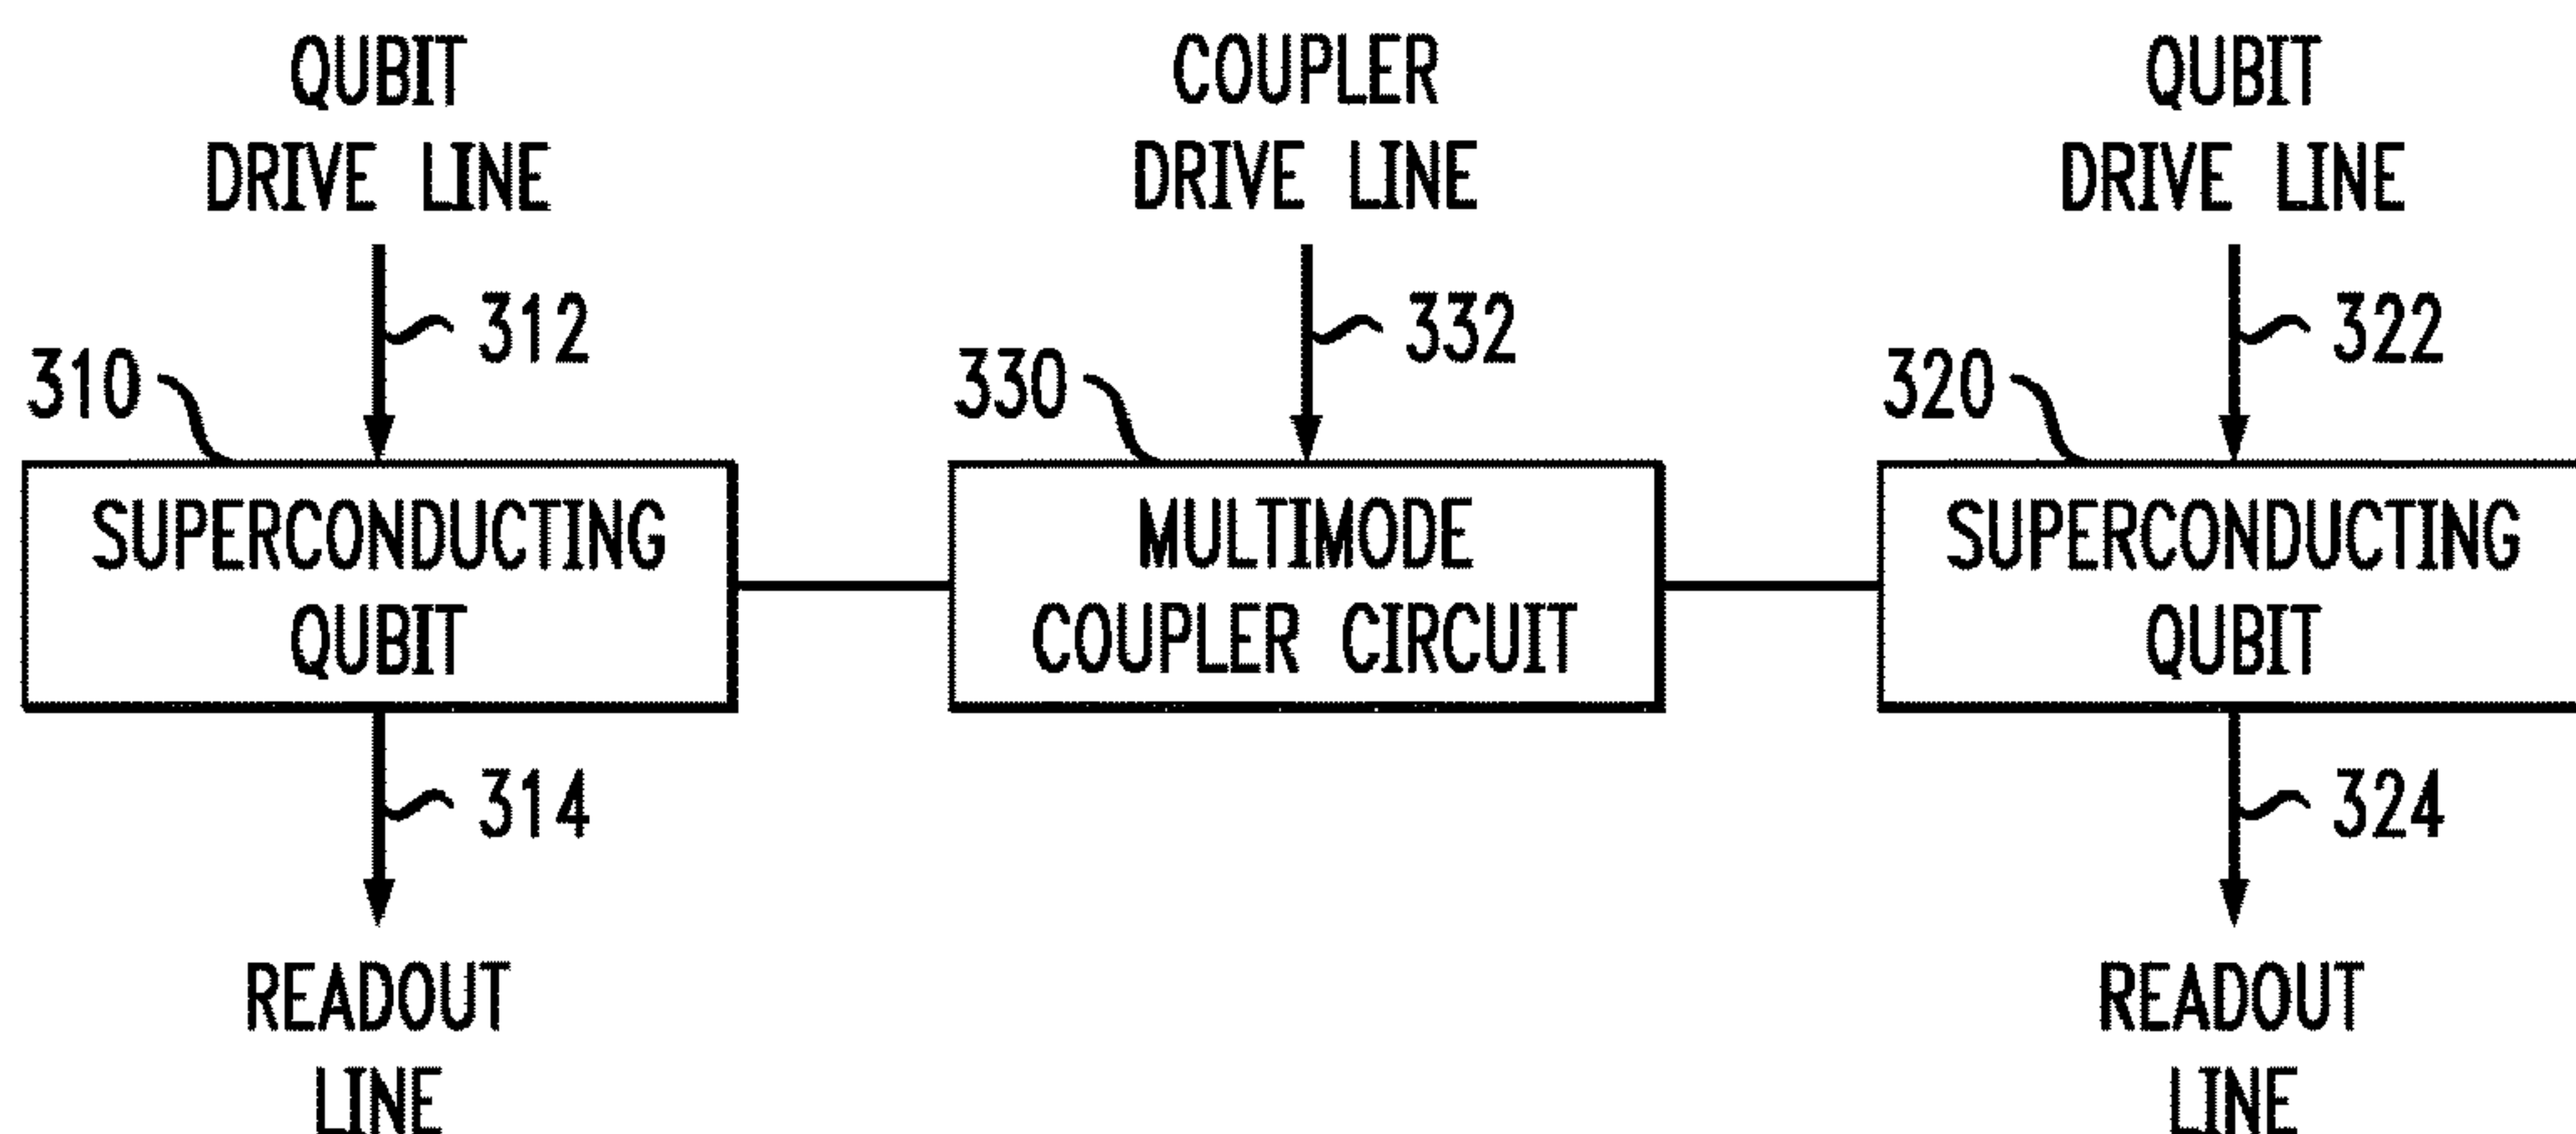 QUBIT
DRIVE LINE
COUPLER
DRIVE LINE
QUBIT
DRIVE LINE
312
332
322
310
330
320
SUPERCONDUCTING
QUBIT
MULTIMODE
COUPLER CIRCUIT
SUPERCONDUCTING
QUBIT
314
324
READOUT
LINE
READOUT
LINE